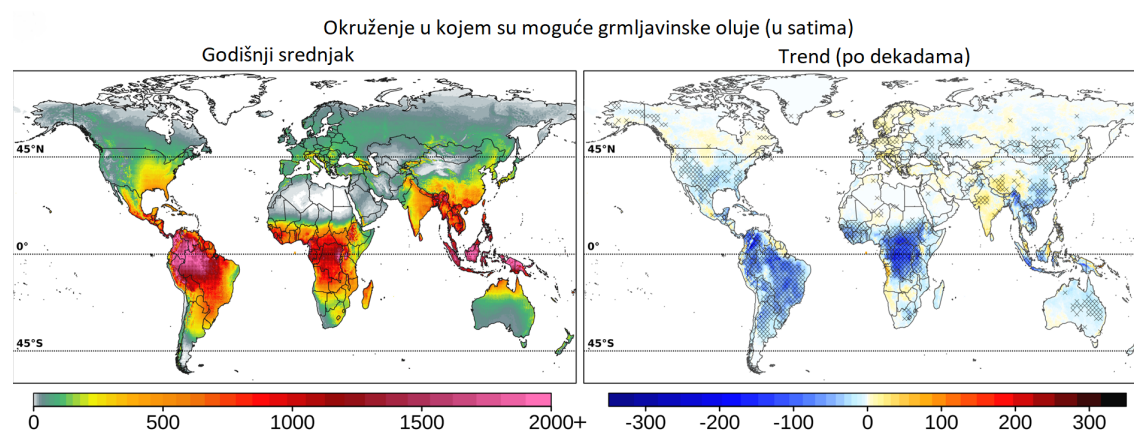 Okruženje u kojem su moguće grmljavinske oluje (u satima)
Godišnji srednjak
Trend (po dekadama)
45°N
0°
45°S
45°N
0°
45°S
0 500 1000 1500 2000+
-300 -200 -100 0 100 200 300